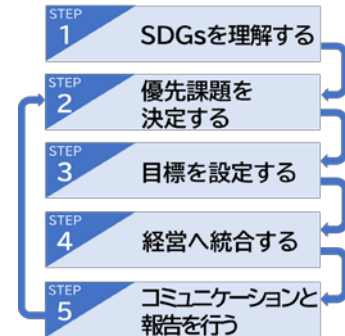 STEP
1
SDGsを理解する
STEP
2
優先課題を
決定する
STEP
3
目標を設定する
STEP
4
経営へ統合する
STEP
5
コミュニケーションと
報告を行う